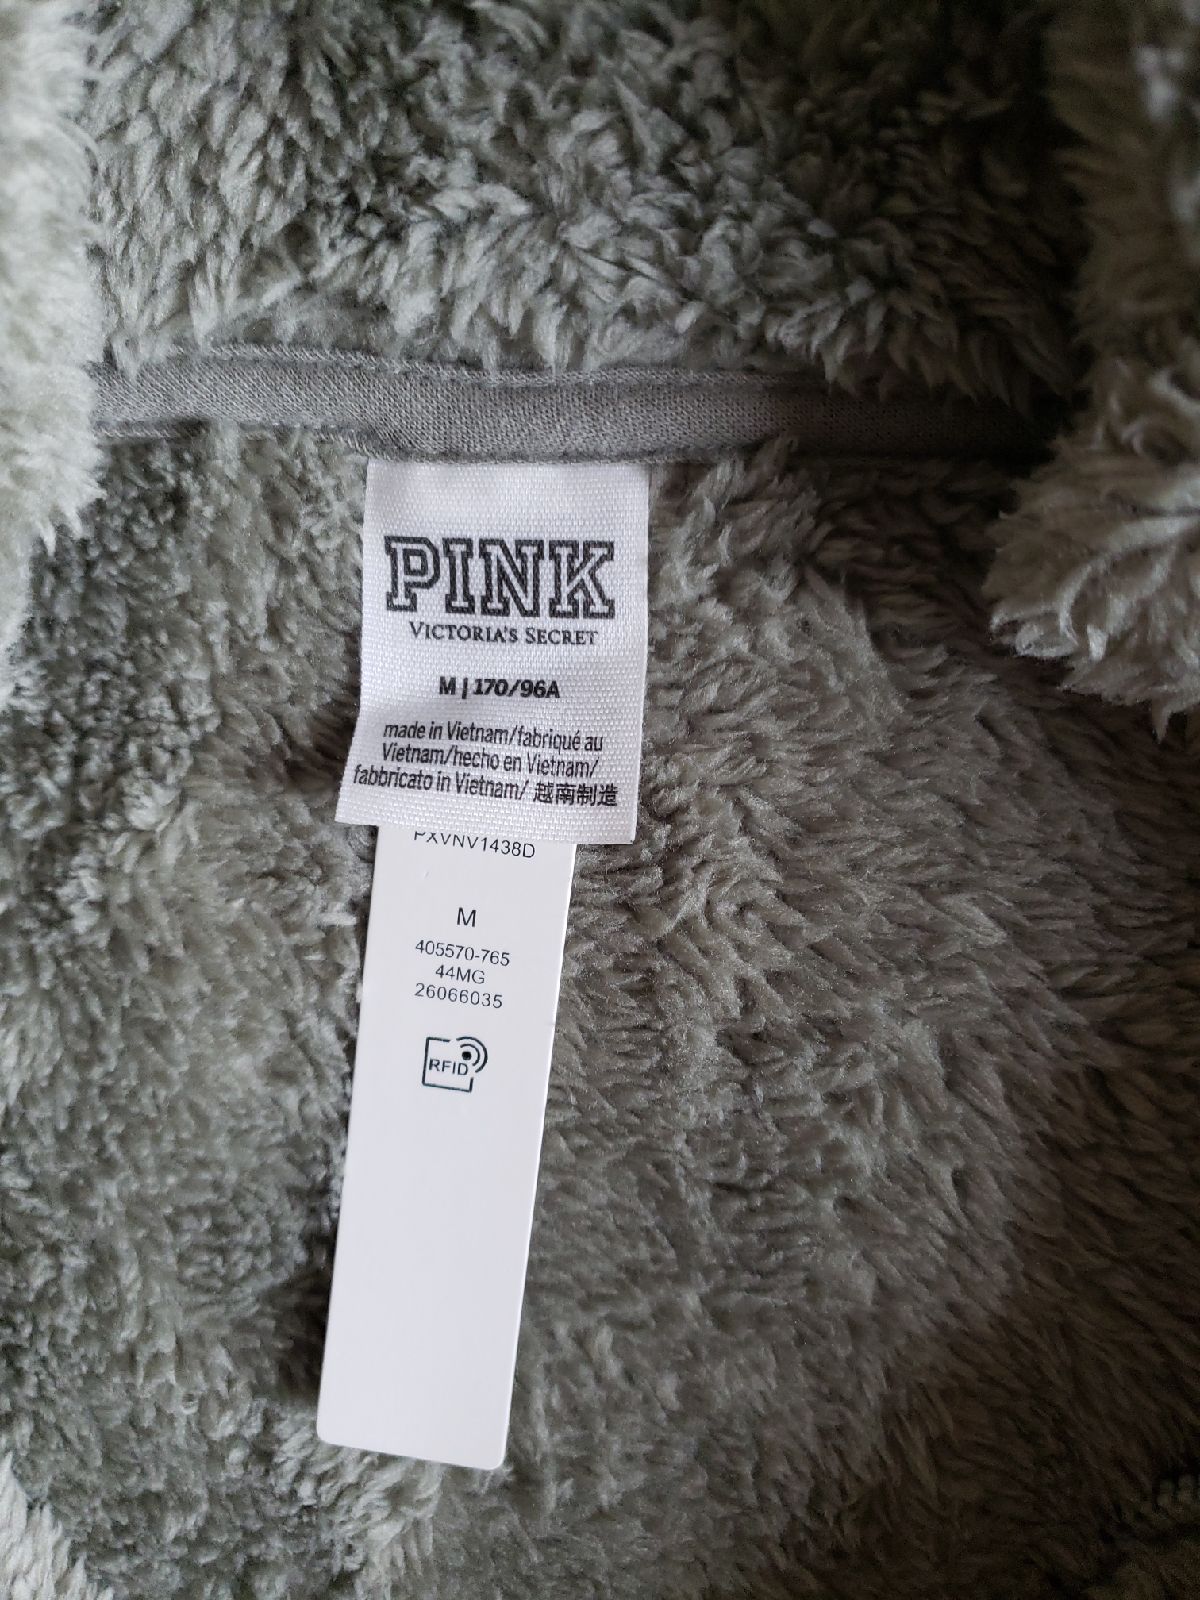 PINK
VICTORIA'S SECRET
M | 170/96A
made in Vietnam/fabriqué au
Vietnam/hecho en Vietnam/
fabbricato in Vietnam/ 越南制造
PXVNV1438D
M
405570-765
44MG
26066035
RFID